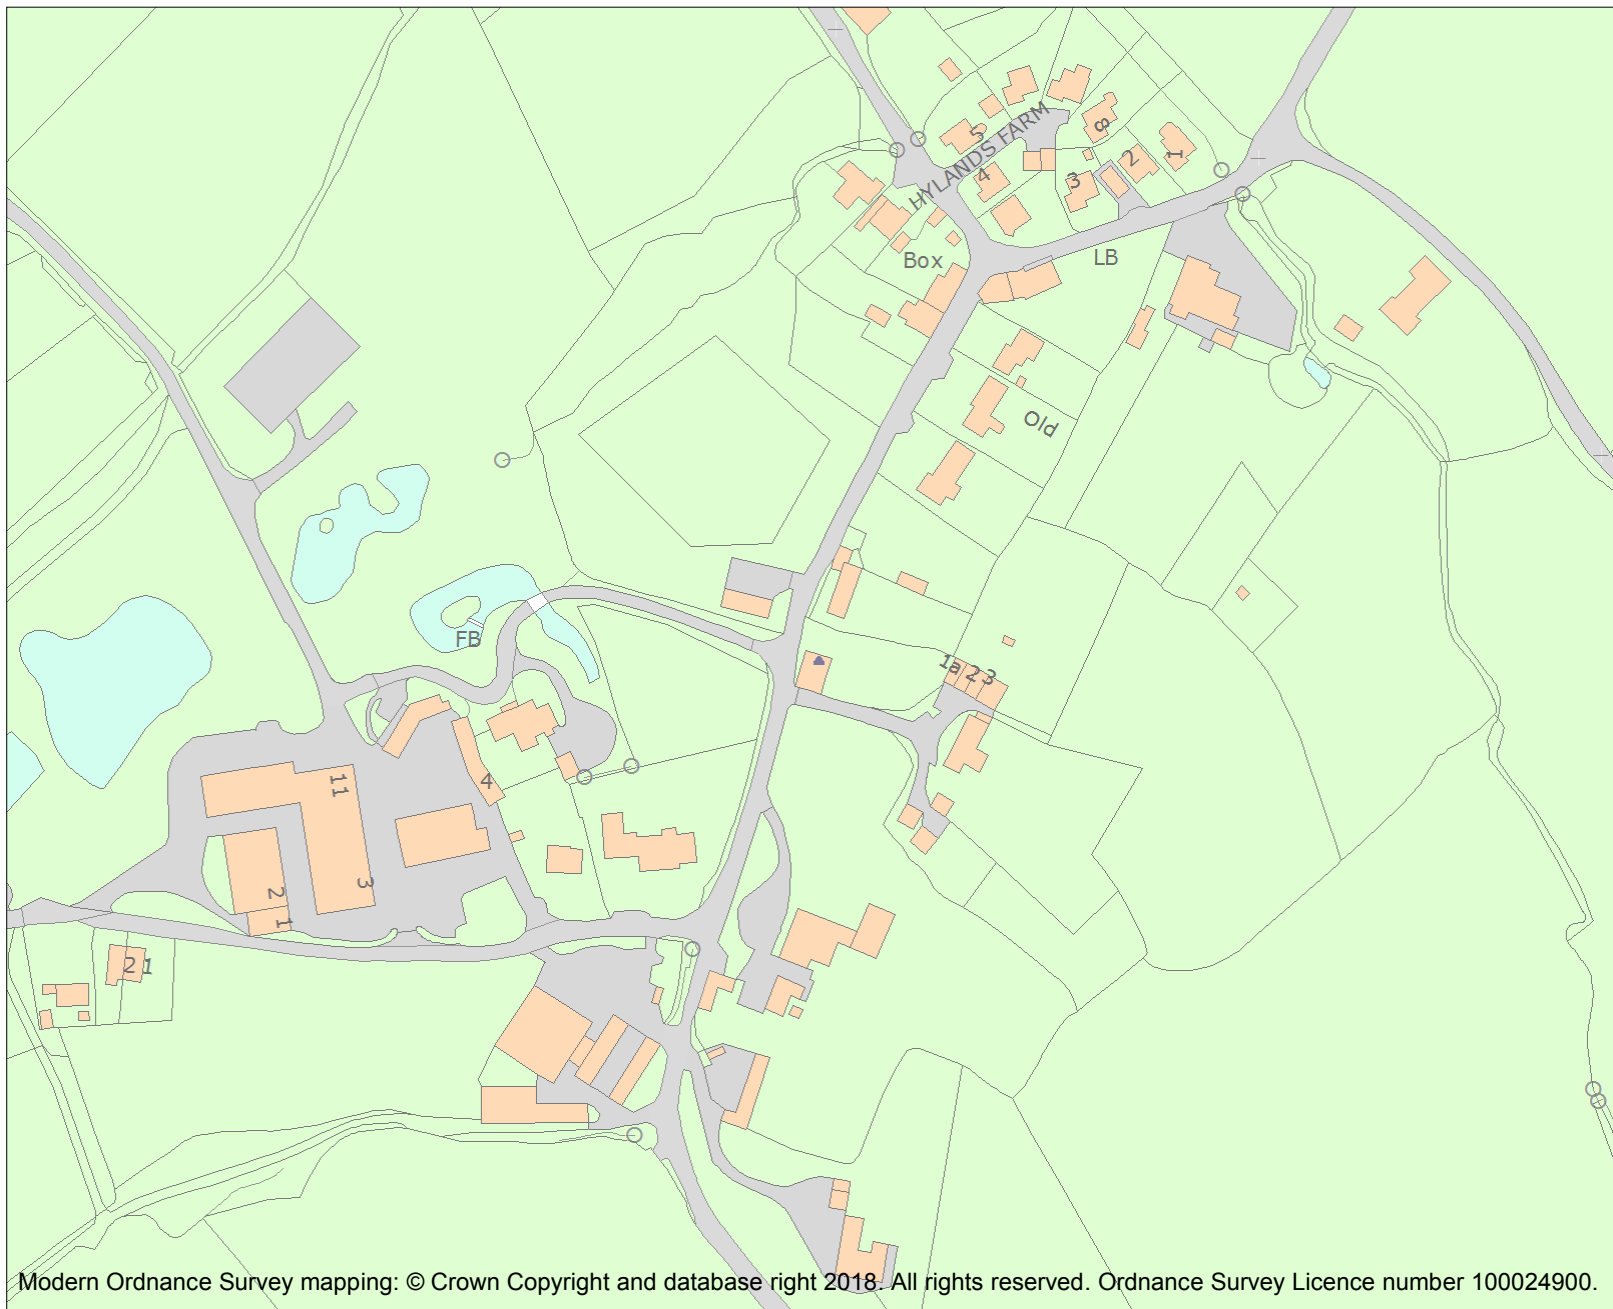 5
HYLANDS FARM
8
4
3
2
1
Box
LB
Old
FB
1a 2 3
11
4
3
2
1
2 1
Modern Ordnance Survey mapping: © Crown Copyright and database right 2018. All rights reserved. Ordnance Survey Licence number 100024900.